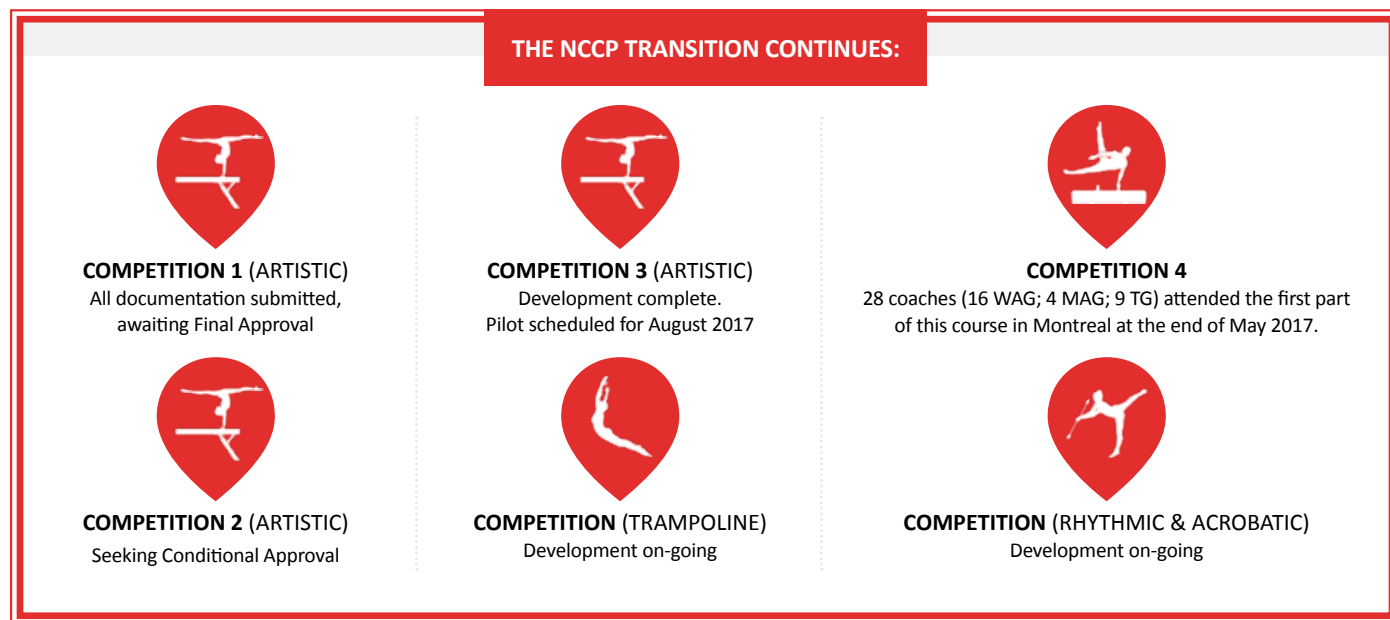 THE NCCP TRANSITION CONTINUES:
COMPETITION 1 (ARTISTIC)
All documentation submitted,
awaiting Final Approval
COMPETITION 2 (ARTISTIC)
Seeking Conditional Approval
COMPETITION 3 (ARTISTIC)
Development complete.
Pilot scheduled for August 2017
COMPETITION (TRAMPOLINE)
Development on-going
COMPETITION 4
28 coaches (16 WAG; 4 MAG; 9 TG) attended the first part
of this course in Montreal at the end of May 2017.
COMPETITION (RHYTHMIC & ACROBATIC)
Development on-going